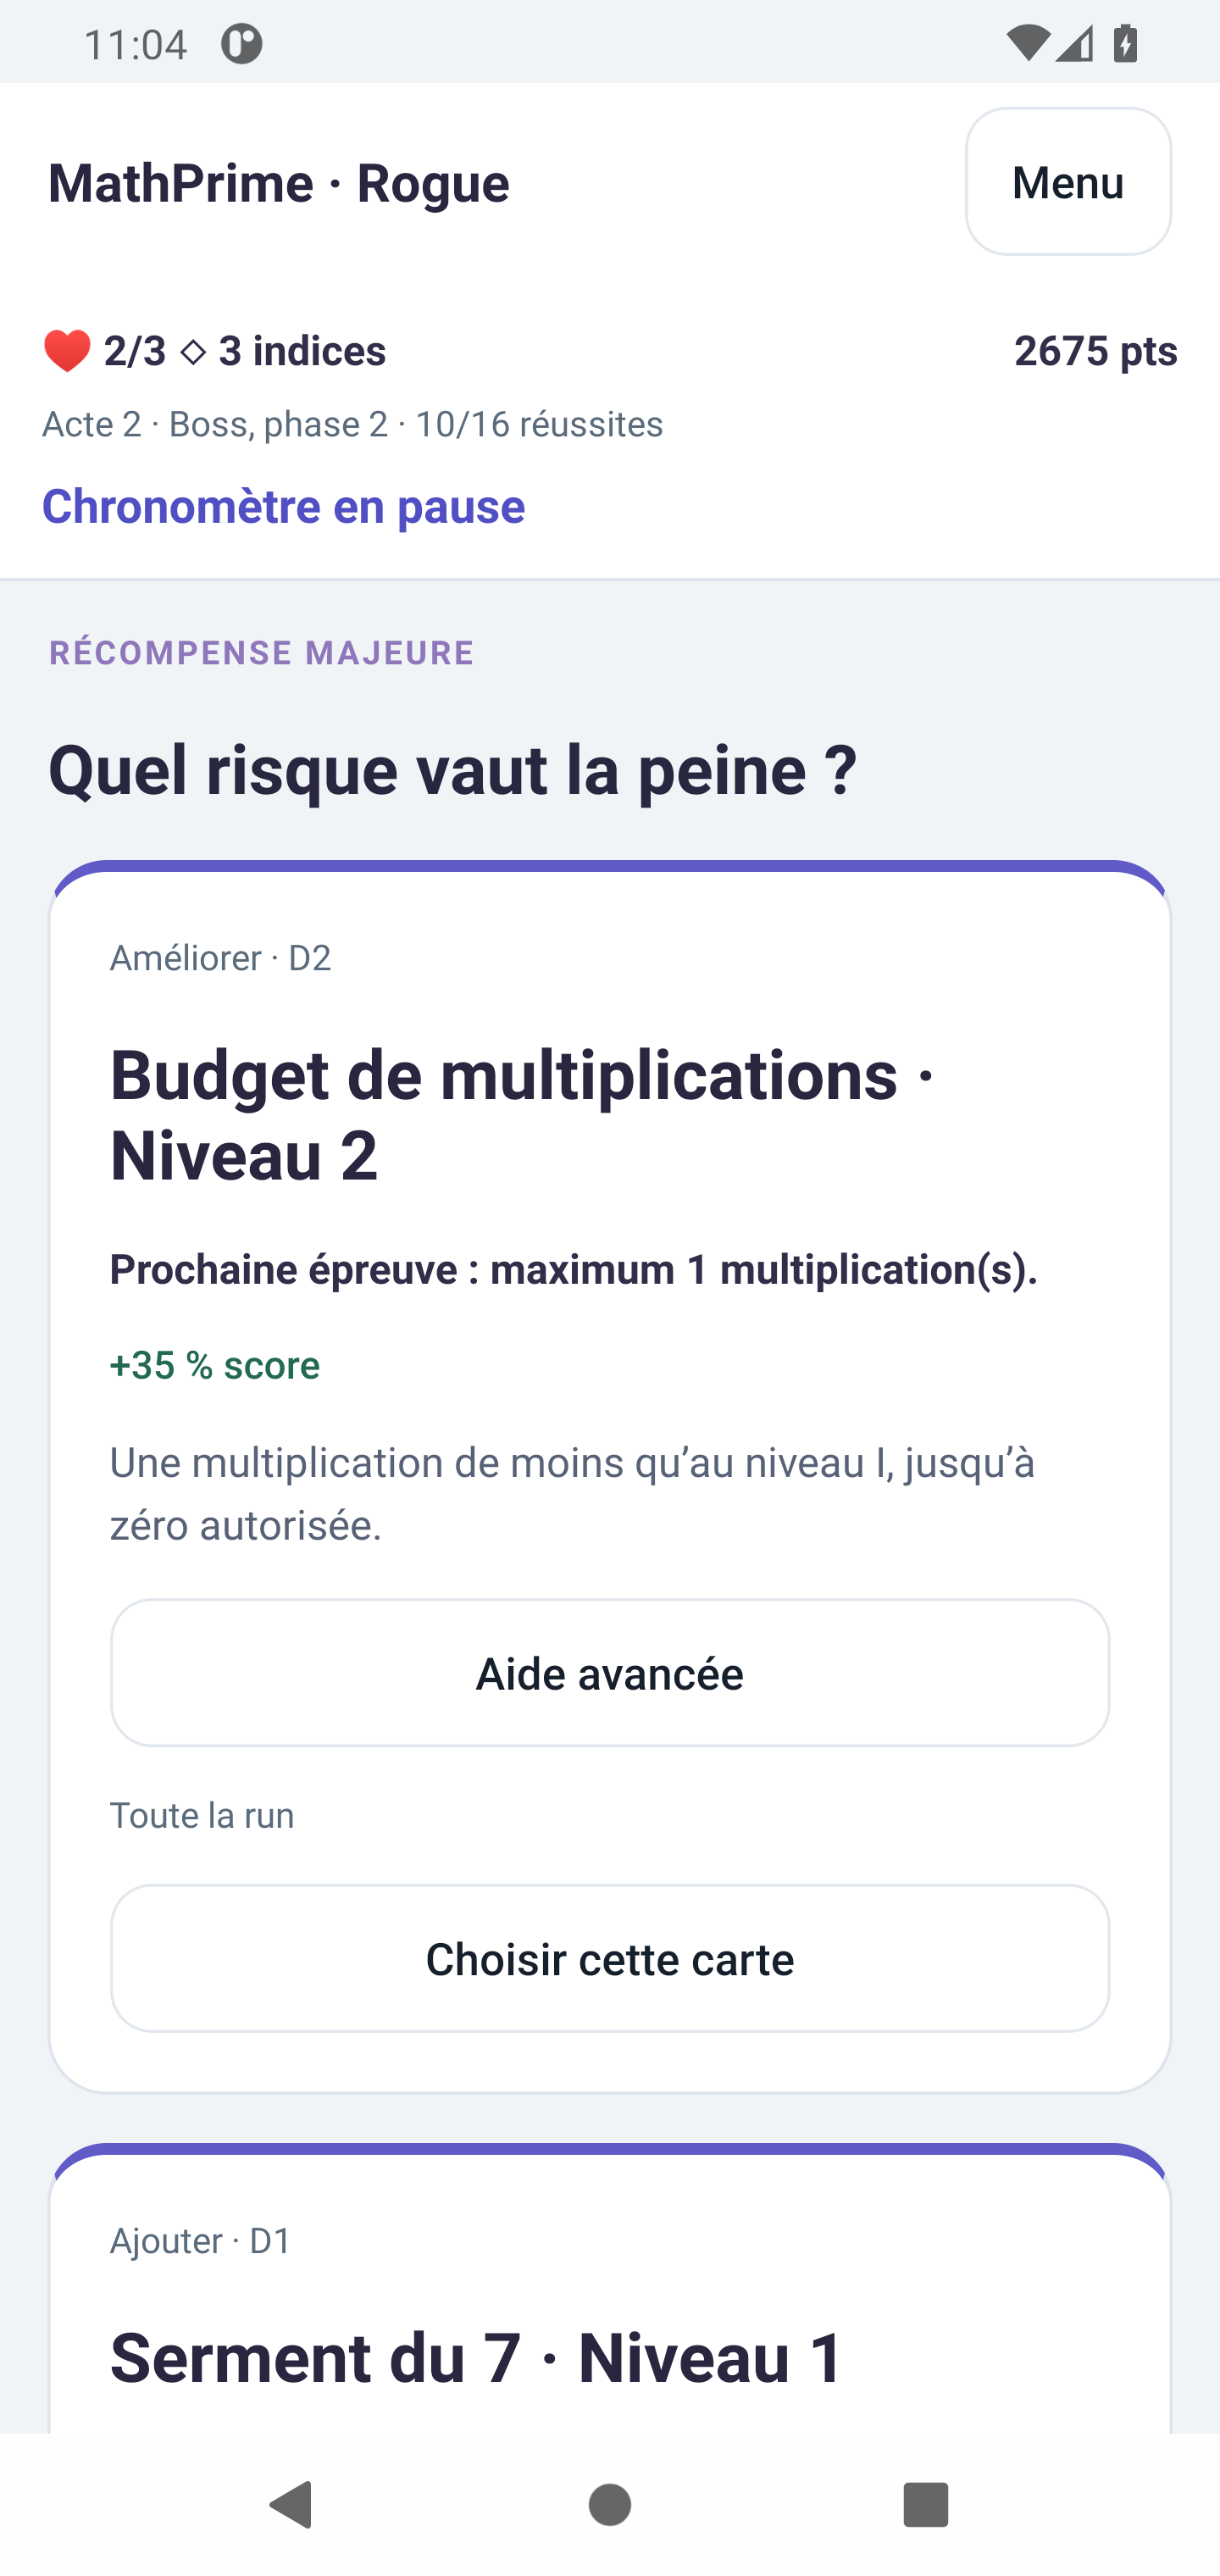 11:04
MathPrime · Rogue
Menu
❤️ 2/3 ◇ 3 indices
2675 pts
Acte 2 · Boss, phase 2 · 10/16 réussites
Chronomètre en pause
RÉCOMPENSE MAJEURE
Quel risque vaut la peine ?
Améliorer · D2
Budget de multiplications ·
Niveau 2
Prochaine épreuve : maximum 1 multiplication(s).
+35 % score
Une multiplication de moins qu’au niveau I, jusqu’à
zéro autorisée.
Aide avancée
Toute la run
Choisir cette carte
Ajouter · D1
Serment du 7 · Niveau 1